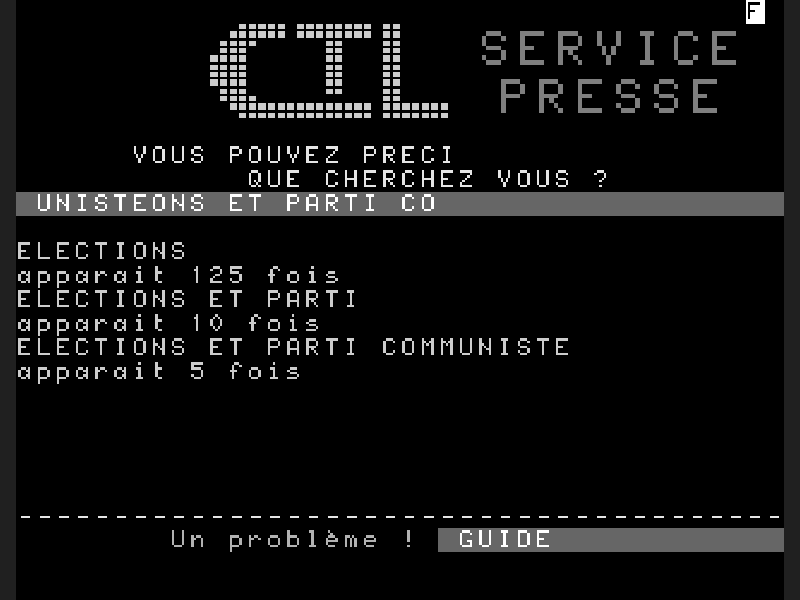 F
CTL SERVICE
PRESSE
VOUS POUVEZ PRECI
QUE CHERCHEZ VOUS ?
UNISTEONS ET PARTI CO
ELECTIONS
apparait 125 fois
ELECTIONS ET PARTI
apparait 10 fois
ELECTIONS ET PARTI COMMUNISTE
apparait 5 fois
Un problème ! GUIDE